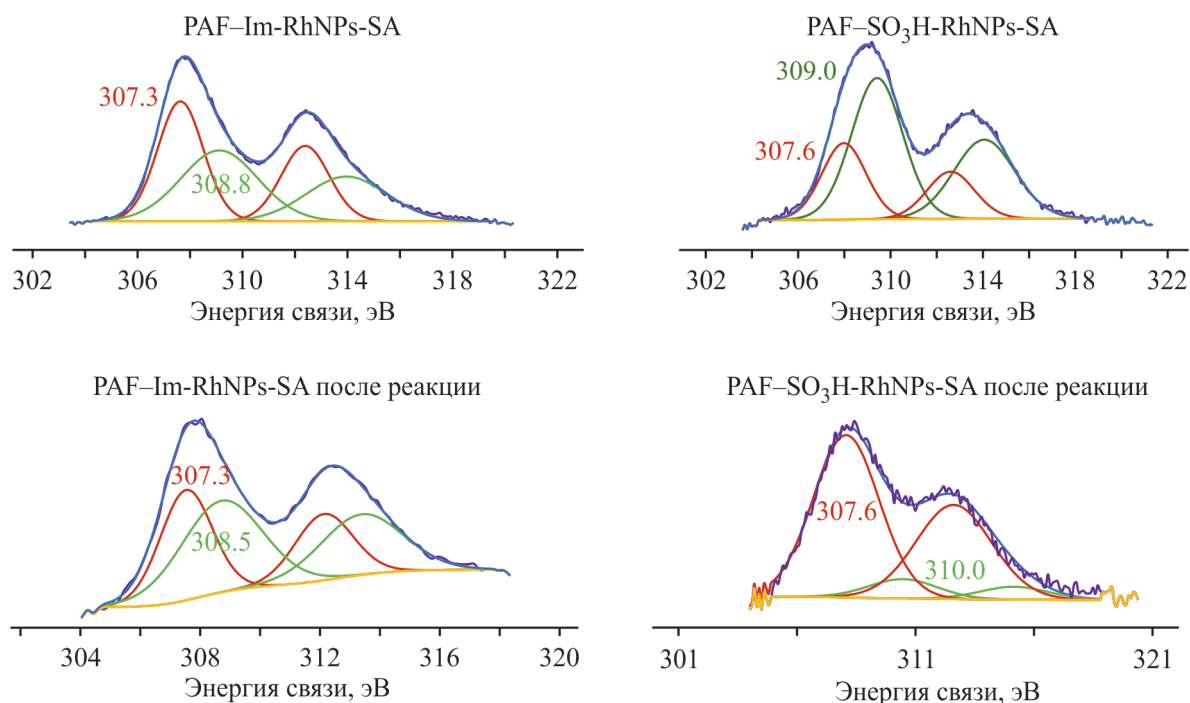 PAF–Im-RhNPs-SA
307.3
308.8
302 306 310 314 318 322
Энергия связи, эВ
PAF–SO₃H-RhNPs-SA
309.0
307.6
302 306 310 314 318 322
Энергия связи, эВ
PAF–Im-RhNPs-SA после реакции
307.3
308.5
304 308 312 316 320
Энергия связи, эВ
PAF–SO₃H-RhNPs-SA после реакции
307.6
310.0
301 311 321
Энергия связи, эВ